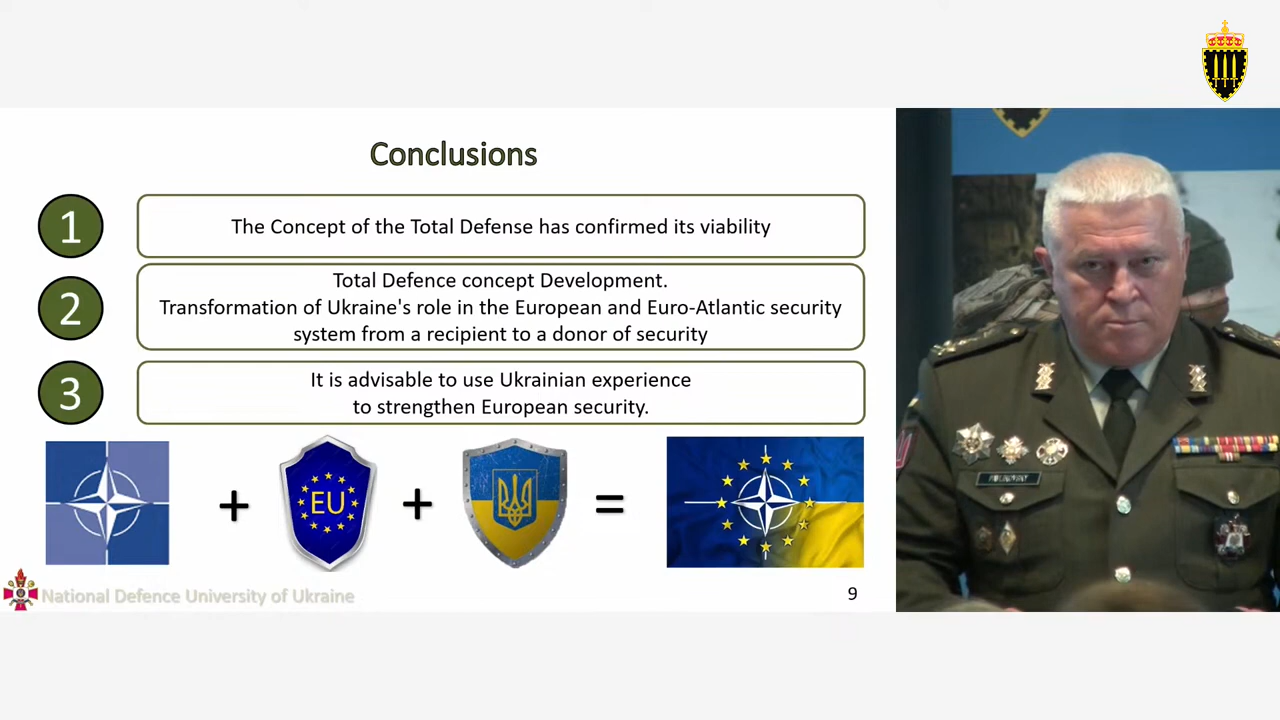 Conclusions
1
The Concept of the Total Defense has confirmed its viability
2
Total Defence concept Development.
Transformation of Ukraine's role in the European and Euro-Atlantic security
system from a recipient to a donor of security
3
It is advisable to use Ukrainian experience
to strengthen European security.
+
EU
+
=
National Defence University of Ukraine
9